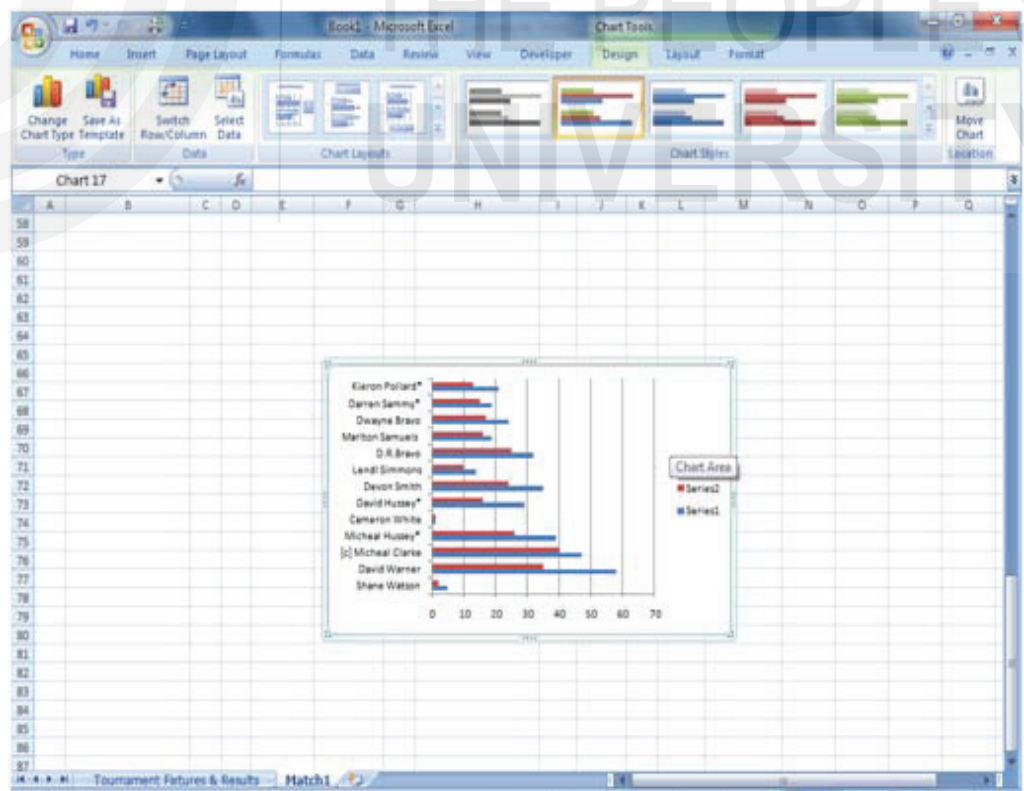 THE PEOPLE
UNIVERSITY
Book1 - Microsoft Excel
Chart Tools
Home Insert Page Layout Formulas Data Review View Developer Design Layout Format
Change Chart Type
Save As Template
Switch Row/Column
Select Data
Move Chart
Type Data Chart Layouts Chart Styles Location
Chart 17 fx
A B C D E F G H I J K L M N O P Q
58
59
60
61
62
63
64
65
66
67
68
69
70
71
72
73
74
75
76
77
78
79
80
81
82
83
84
85
86
87
Kieron Pollard*
Darren Sammy*
Dwayne Bravo
Marlton Samuels
D.R.Bravo
Lendl Simmons
Devon Smith
David Hussey*
Cameron White
Micheal Hussey*
[c] Micheal Clarke
David Warner
Shane Watson
0 10 20 30 40 50 60 70
Chart Area
Series2
Series1
Tournament Fixtures & Results Match1